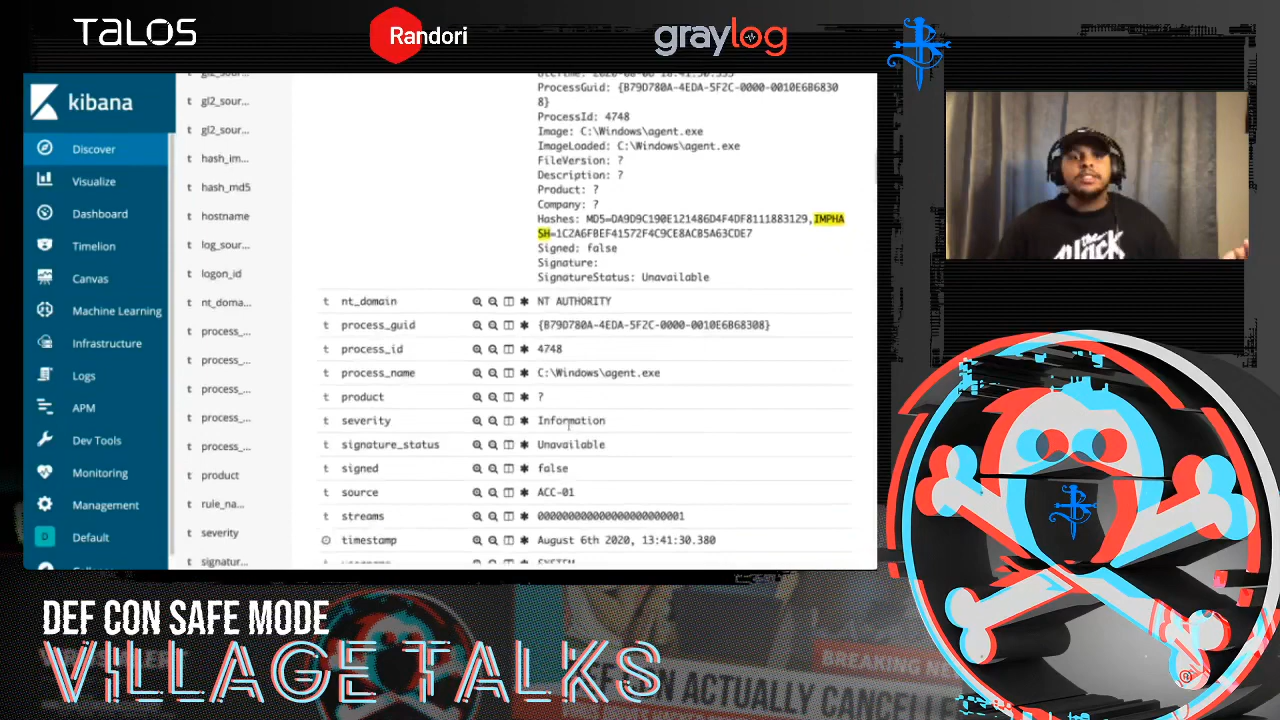 TALOS
Randori
graylog
kibana
Discover
Visualize
Dashboard
Timelion
Canvas
Machine Learning
Infrastructure
Logs
APM
Dev Tools
Monitoring
Management
D Default
t gl2_sour...
t gl2_sour...
t gl2_sour...
t hash_im...
t hash_md5
t hostname
t log_sour...
t logon_id
t nt_doma...
t process_...
t process_...
t process_...
t process_...
t process_...
t product
t rule_na...
t severity
t signatur...
ProcessGuid: {B79D780A-4EDA-5F2C-0000-0010E6B6830
8}
ProcessId: 4748
Image: C:\Windows\agent.exe
ImageLoaded: C:\Windows\agent.exe
FileVersion: ?
Description: ?
Product: ?
Company: ?
Hashes: MD5=DA9D9C190E121486D4F4DF8111883129,IMPHA
SH=1C2A6FBEF41572F4C9CE8ACB5A63CDE7
Signed: false
Signature:
SignatureStatus: Unavailable
t nt_domain NT AUTHORITY
t process_guid {B79D780A-4EDA-5F2C-0000-0010E6B68308}
t process_id 4748
t process_name C:\Windows\agent.exe
t product ?
t severity Information
t signature_status Unavailable
t signed false
t source ACC-01
t streams 000000000000000000000001
timestamp August 6th 2020, 13:41:30.380
DEF CON SAFE MODE
VILLAGE TALKS
BREAKING NE
ACTUALLY CANCELLE